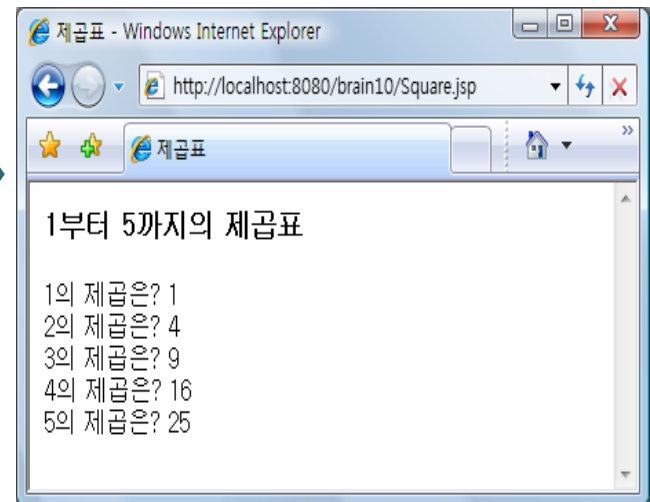 제곱표 - Windows Internet Explorer
http://localhost:8080/brain10/Square.jsp
제곱표
1부터 5까지의 제곱표
1의 제곱은? 1
2의 제곱은? 4
3의 제곱은? 9
4의 제곱은? 16
5의 제곱은? 25